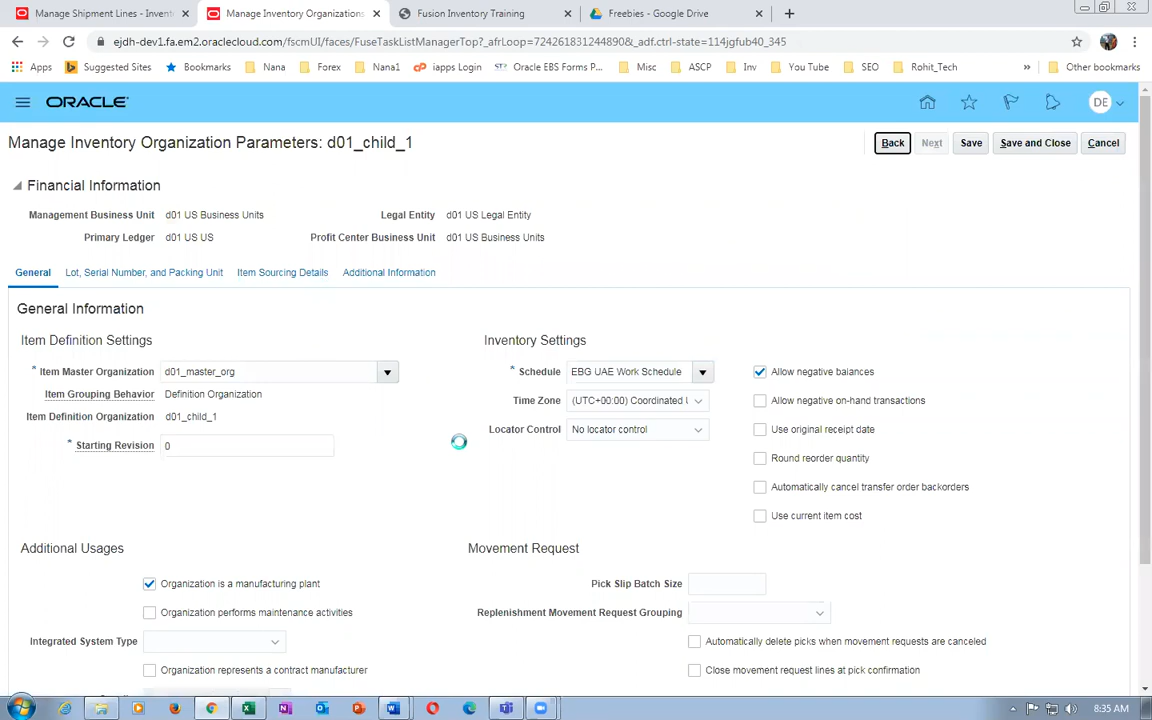 Manage Shipment Lines - Invent
Manage Inventory Organizations
Fusion Inventory Training
Freebies - Google Drive
ejdh-dev1.fa.em2.oraclecloud.com/fscmUI/faces/FuseTaskListManagerTop?_afrLoop=724261831244890&_adf.ctrl-state=114jgfub40_345
Apps Suggested Sites Bookmarks Nana Forex Nana1 iapps Login Oracle EBS Forms P... Misc ASCP Inv You Tube SEO Rohit_Tech » Other bookmarks
ORACLE DE
Manage Inventory Organization Parameters: d01_child_1 Back Next Save Save and Close Cancel
Financial Information
Management Business Unit d01 US Business Units Legal Entity d01 US Legal Entity
Primary Ledger d01 US US Profit Center Business Unit d01 US Business Units
General Lot, Serial Number, and Packing Unit Item Sourcing Details Additional Information
General Information
Item Definition Settings Inventory Settings
* Item Master Organization d01_master_org * Schedule EBG UAE Work Schedule Allow negative balances
Item Grouping Behavior Definition Organization Time Zone (UTC+00:00) Coordinated Allow negative on-hand transactions
Item Definition Organization d01_child_1 Locator Control No locator control Use original receipt date
* Starting Revision 0 Round reorder quantity
Automatically cancel transfer order backorders
Use current item cost
Additional Usages Movement Request
Organization is a manufacturing plant Pick Slip Batch Size
Organization performs maintenance activities Replenishment Movement Request Grouping
Integrated System Type Automatically delete picks when movement requests are canceled
Organization represents a contract manufacturer Close movement request lines at pick confirmation
8:35 AM